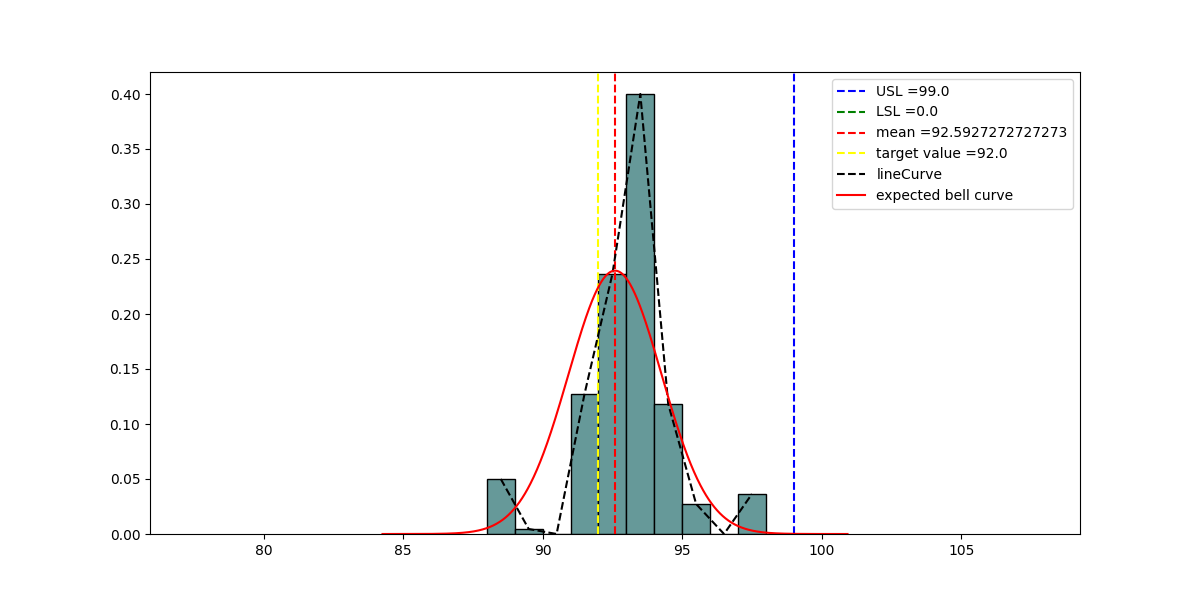 USL =99.0
LSL =0.0
mean =92.5927272727273
target value =92.0
lineCurve
expected bell curve
0.40
0.35
0.30
0.25
0.20
0.15
0.10
0.05
0.00
80 85 90 95 100 105